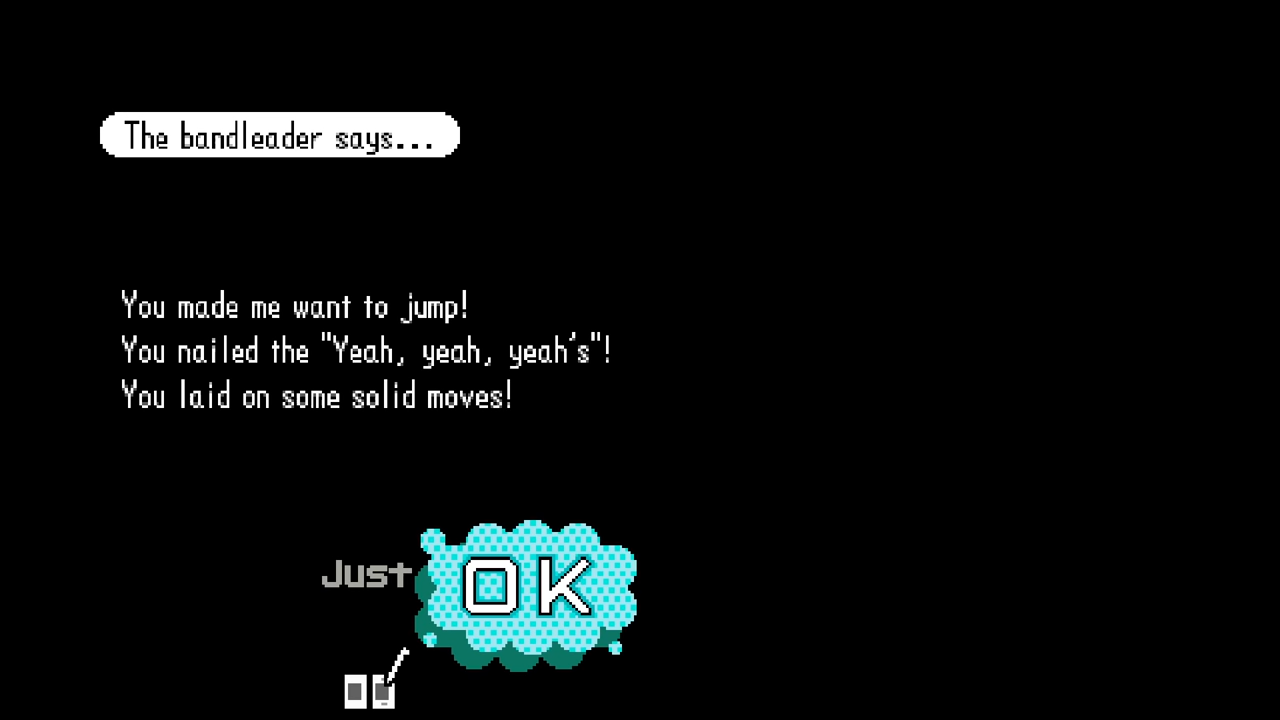 The bandleader says...
You made me want to jump!
You nailed the "Yeah, yeah, yeah's"!
You laid on some solid moves!
Just OK